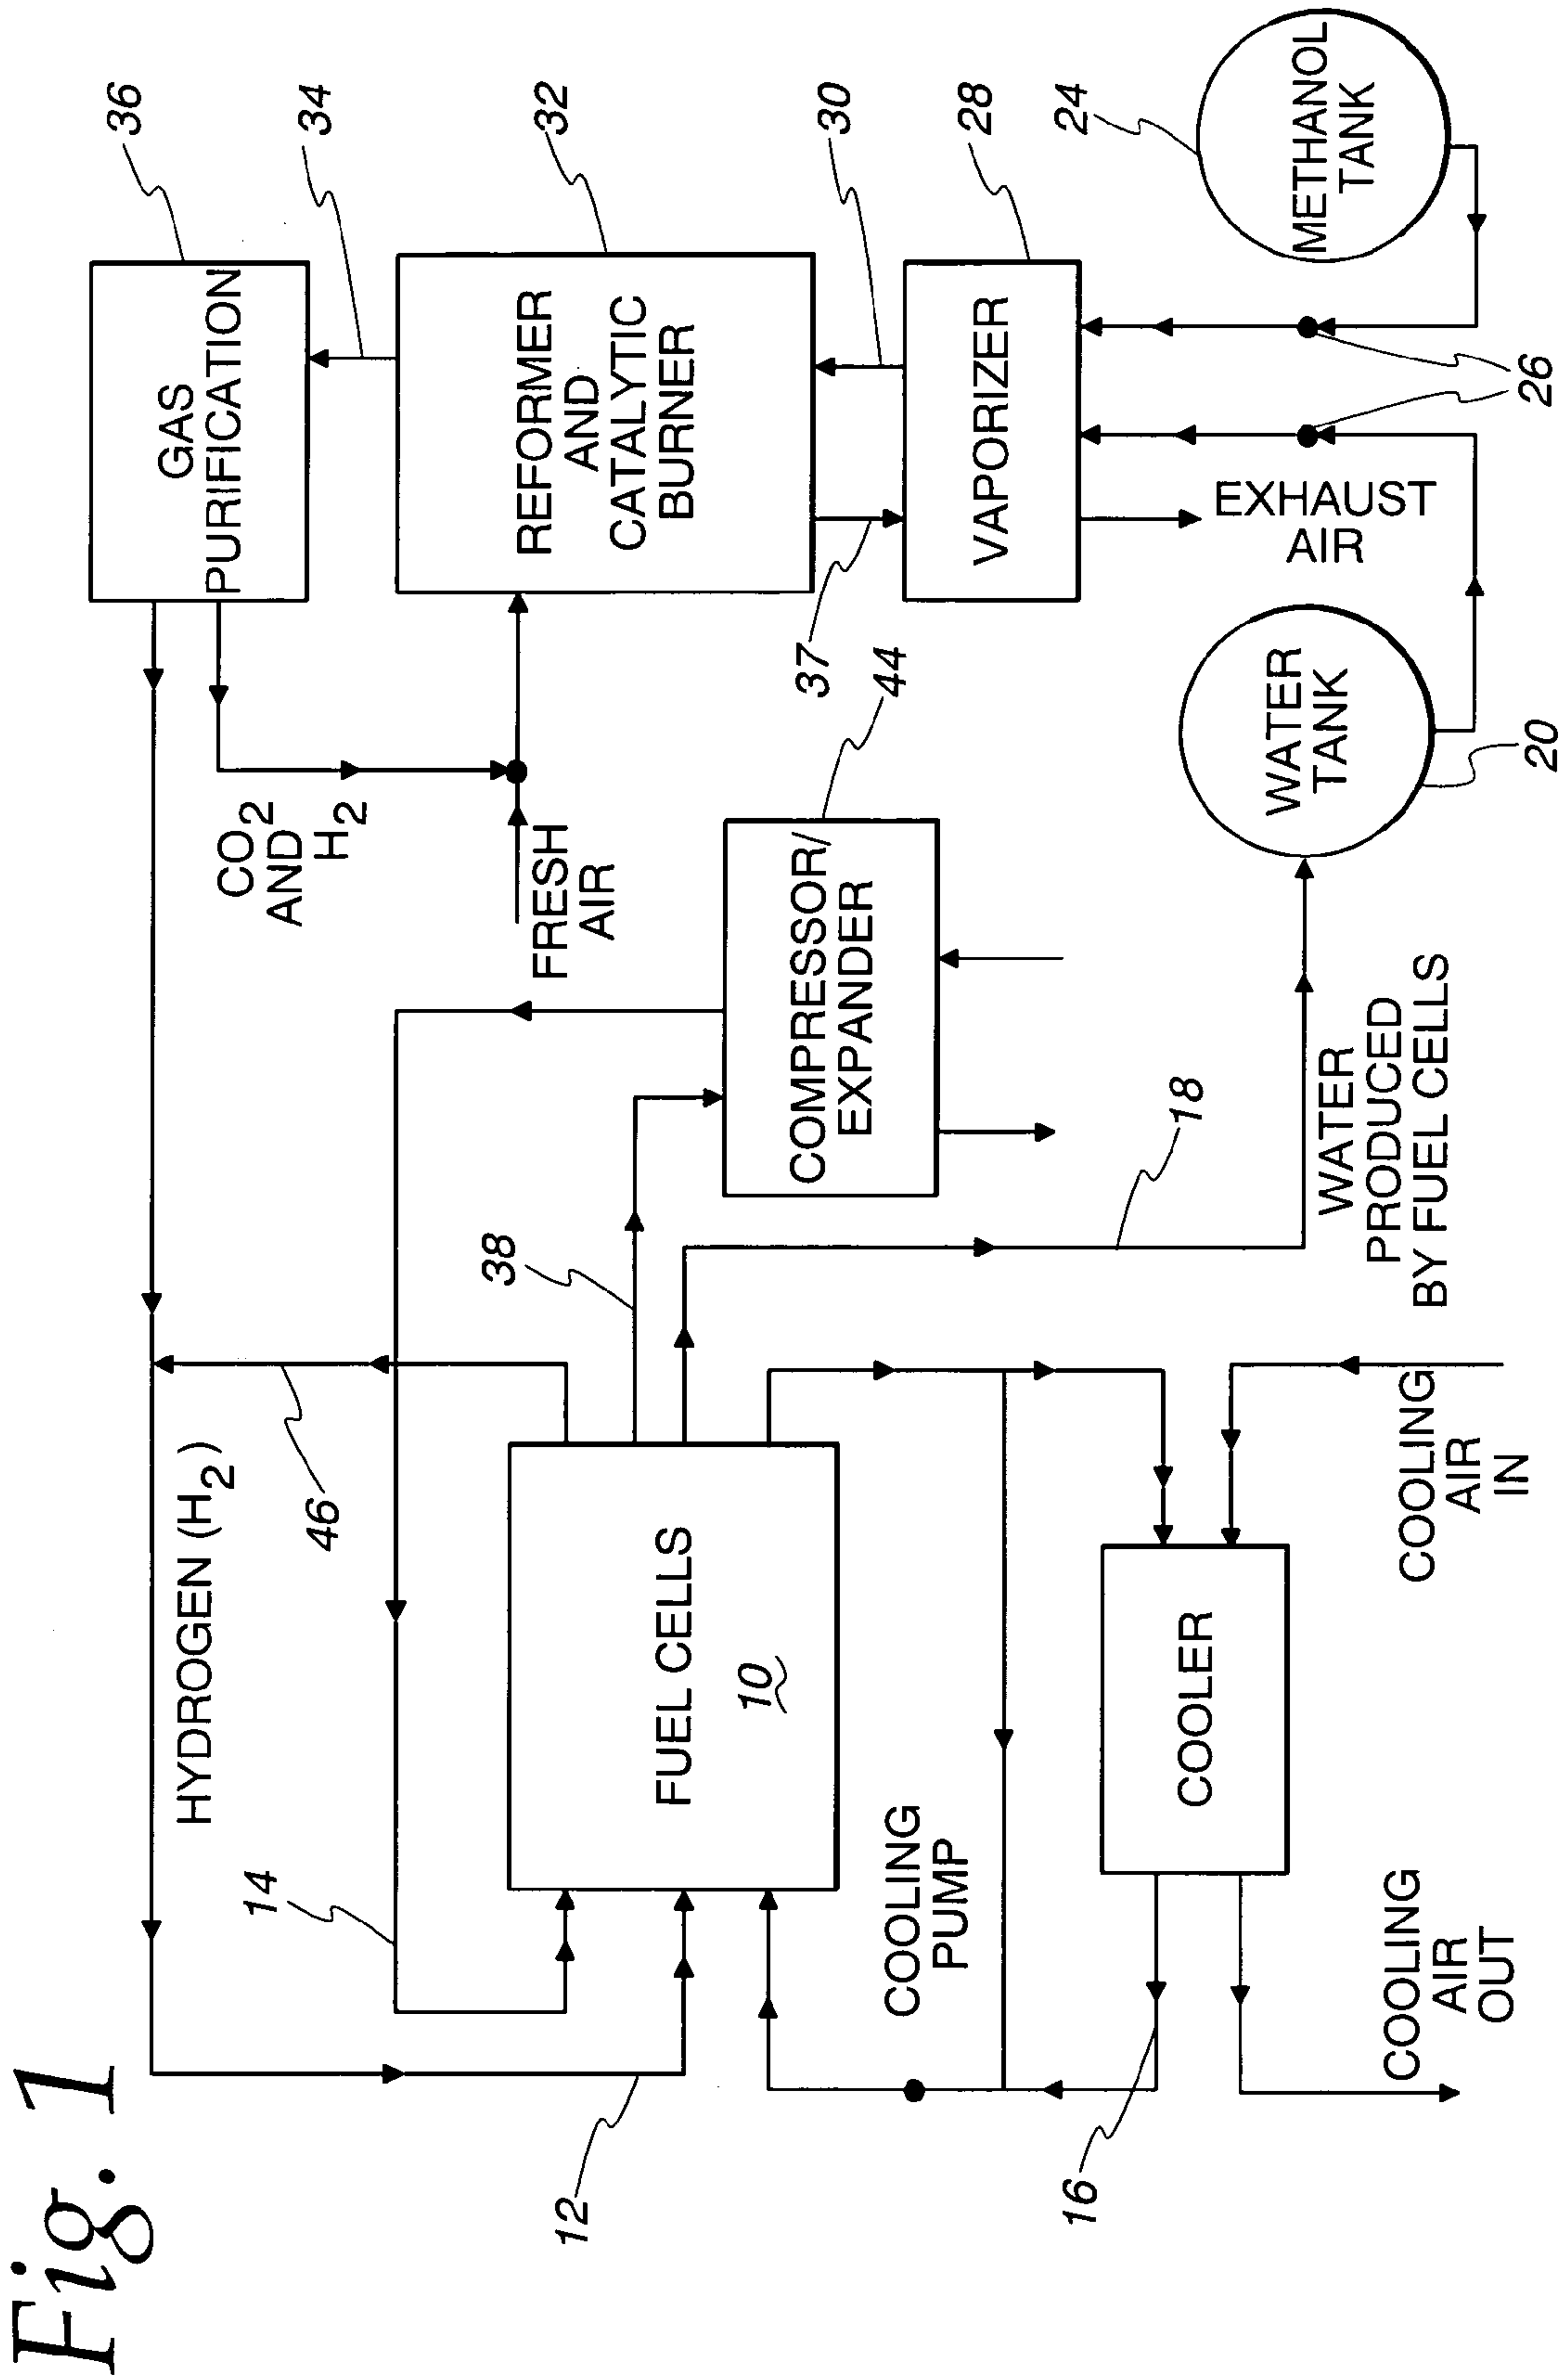 Fig. 1
36
34
32
30
28
24
GAS
PURIFICATION
REFORMER
AND
CATALYTIC
BURNER
VAPORIZER
METHANOL
TANK
26
EXHAUST
AIR
37
44
CO2
AND
H2
FRESH
AIR
COMPRESSOR/
EXPANDER
WATER
TANK
20
38
18
WATER
PRODUCED
BY FUEL CELLS
HYDROGEN (H2)
46
14
FUEL CELLS
10
COOLING
PUMP
COOLER
COOLING
AIR
IN
12
16
COOLING
AIR
OUT